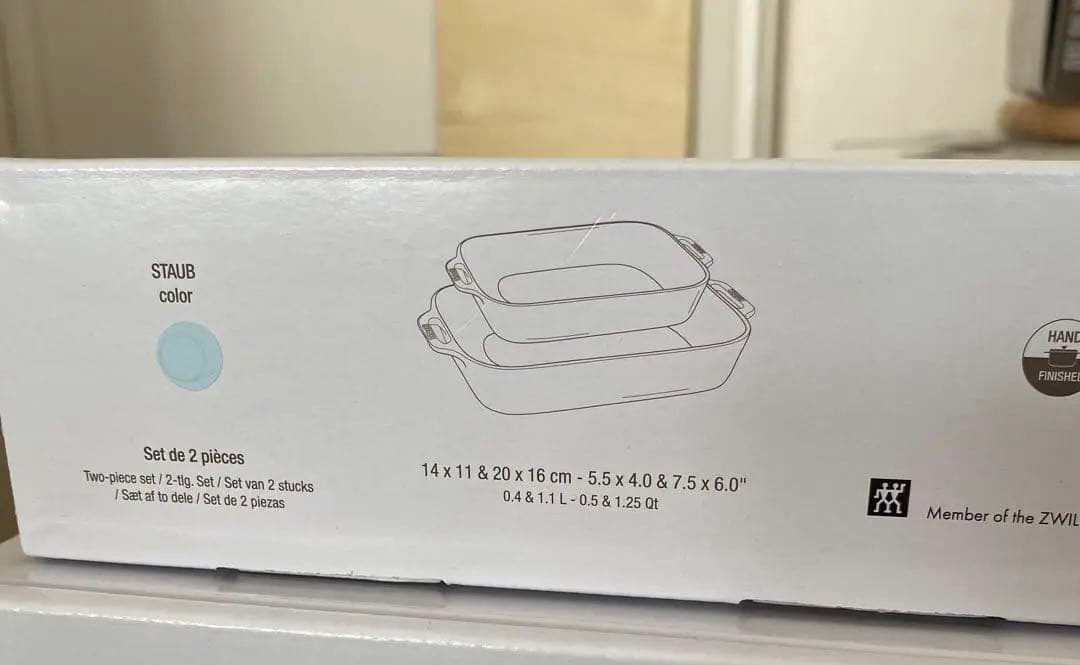 STAUB
color
Set de 2 pièces
Two-piece set / 2-tlg. Set / Set van 2 stucks
/ Sæt af to dele / Set de 2 piezas
14 x 11 & 20 x 16 cm - 5.5 x 4.0 & 7.5 x 6.0"
0.4 & 1.1 L - 0.5 & 1.25 Qt
HAND
FINISHE
Member of the ZWIL